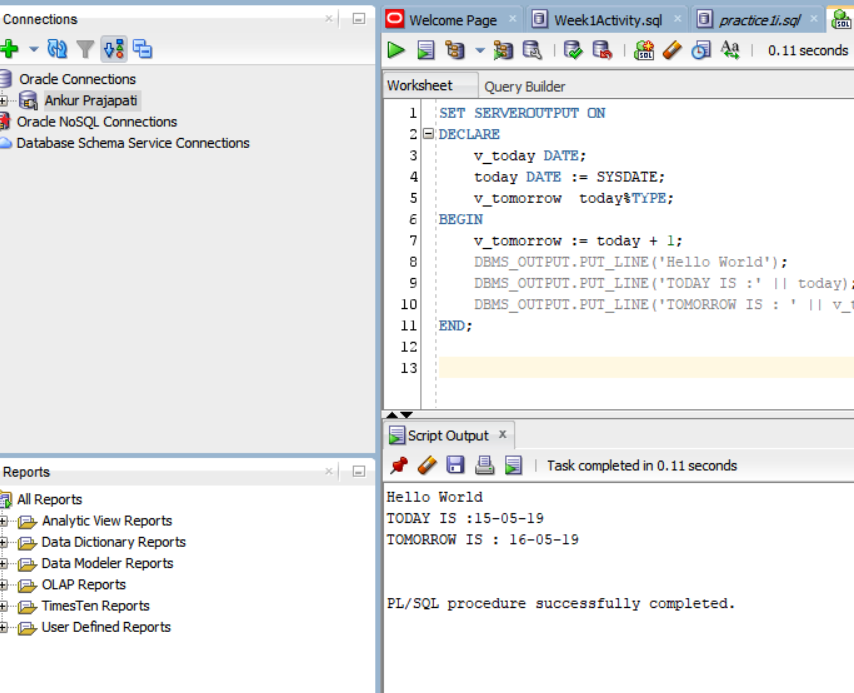 Connections
Oracle Connections
Ankur Prajapati
Oracle NoSQL Connections
Database Schema Service Connections
Reports
All Reports
Analytic View Reports
Data Dictionary Reports
Data Modeler Reports
OLAP Reports
TimesTen Reports
User Defined Reports
Welcome Page
Week1Activity.sql
practice1i.sql
0.11 seconds
Worksheet
Query Builder
1 SET SERVEROUTPUT ON
2 DECLARE
3 v_today DATE;
4 today DATE := SYSDATE;
5 v_tomorrow  today%TYPE;
6 BEGIN
7 v_tomorrow := today + 1;
8 DBMS_OUTPUT.PUT_LINE('Hello World');
9 DBMS_OUTPUT.PUT_LINE('TODAY IS :' || today);
10 DBMS_OUTPUT.PUT_LINE('TOMORROW IS : ' || v_t
11 END;
12
13
Script Output
Task completed in 0.11 seconds
Hello World
TODAY IS :15-05-19
TOMORROW IS : 16-05-19
PL/SQL procedure successfully completed.